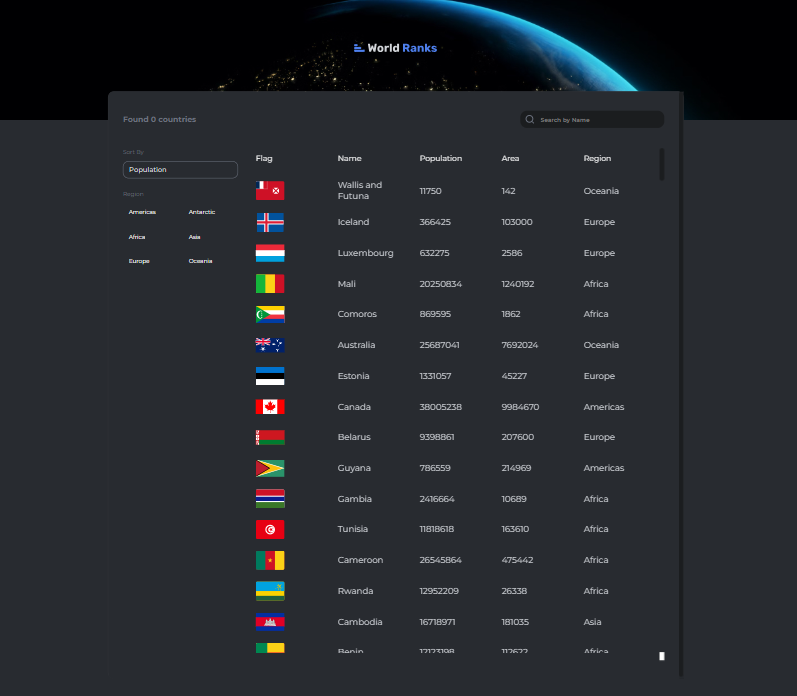 World Ranks
Found 0 countries
Search by Name
Sort By
Population
Region
Americas Antarctic
Africa Asia
Europe Oceania
Flag Name Population Area Region
Wallis and
Futuna 11750 142 Oceania
Iceland 366425 103000 Europe
Luxembourg 632275 2586 Europe
Mali 20250834 1240192 Africa
Comoros 869595 1862 Africa
Australia 25687041 7692024 Oceania
Estonia 1331057 45227 Europe
Canada 38005238 9984670 Americas
Belarus 9398861 207600 Europe
Guyana 786559 214969 Americas
Gambia 2416664 10689 Africa
Tunisia 11818618 163610 Africa
Cameroon 26545864 475442 Africa
Rwanda 12952209 26338 Africa
Cambodia 16718971 181035 Asia
Benin 12123198 112622 Africa